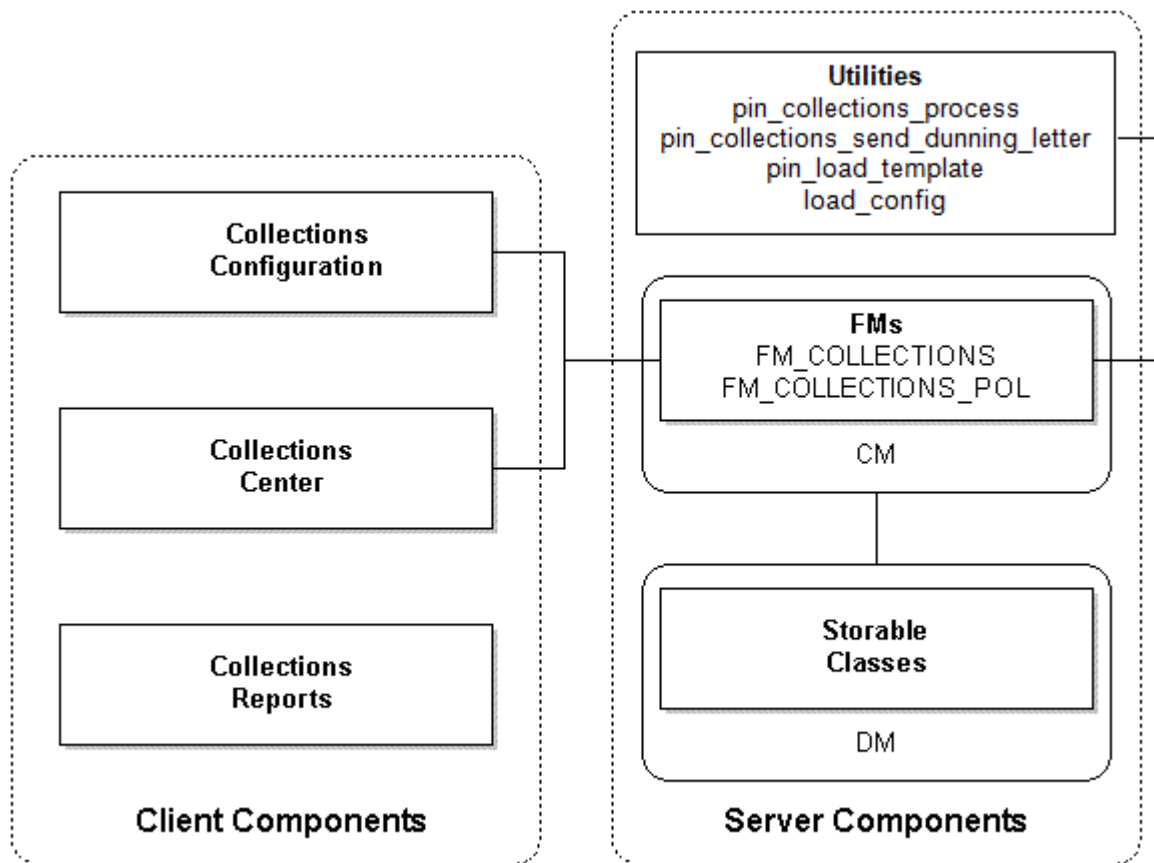 Collections
Configuration
Collections
Center
Collections
Reports
Client Components
Utilities
pin_collections_process
pin_collections_send_dunning_letter
pin_load_template
load_config
FMs
FM_COLLECTIONS
FM_COLLECTIONS_POL
CM
Storable
Classes
DM
Server Components